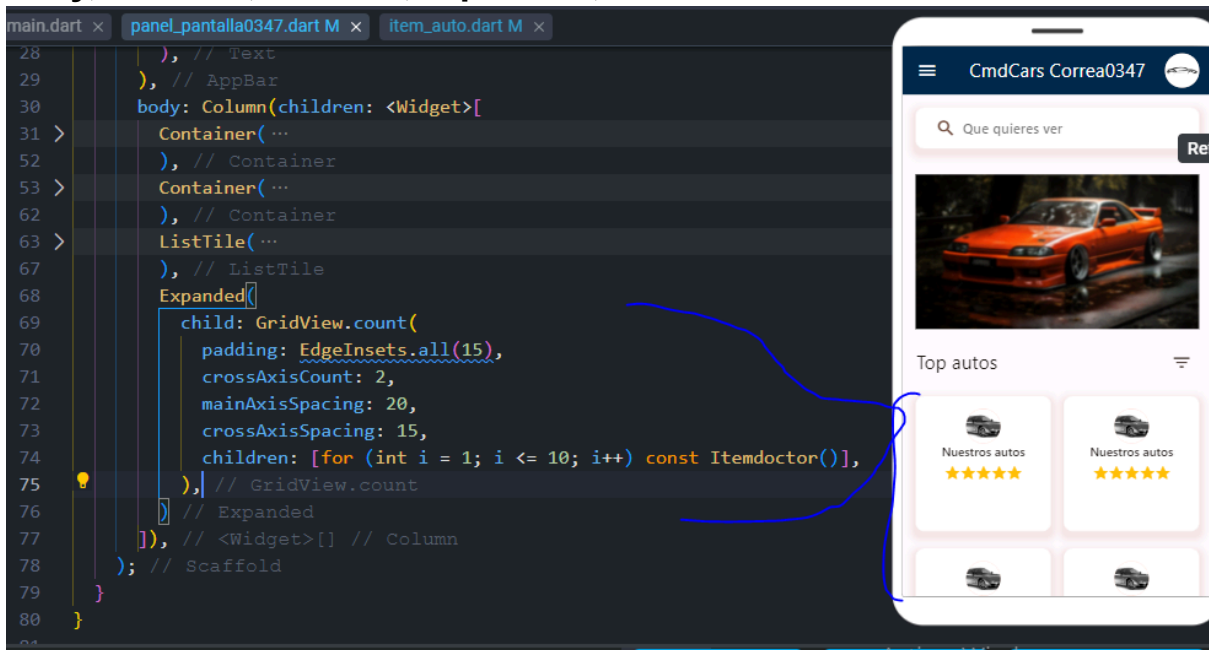 main.dart × panel_pantalla0347.dart M × item_auto.dart M ×
28 ), // Text
29 ), // AppBar
30 body: Column(children: <Widget>[
31 > Container( ...
52 ), // Container
53 > Container( ...
62 ), // Container
63 > ListTile( ...
67 ), // ListTile
68 Expanded(
69 child: GridView.count(
70 padding: EdgeInsets.all(15),
71 crossAxisCount: 2,
72 mainAxisSpacing: 20,
73 crossAxisSpacing: 15,
74 children: [for (int i = 1; i <= 10; i++) const Itemdoctor()],
75 ), // GridView.count
76 ) // Expanded
77 ]), // <Widget>[] // Column
78 ); // Scaffold
79 }
80 }
CmdCars Correa0347
Que quieres ver
Top autos
Nuestros autos Nuestros autos